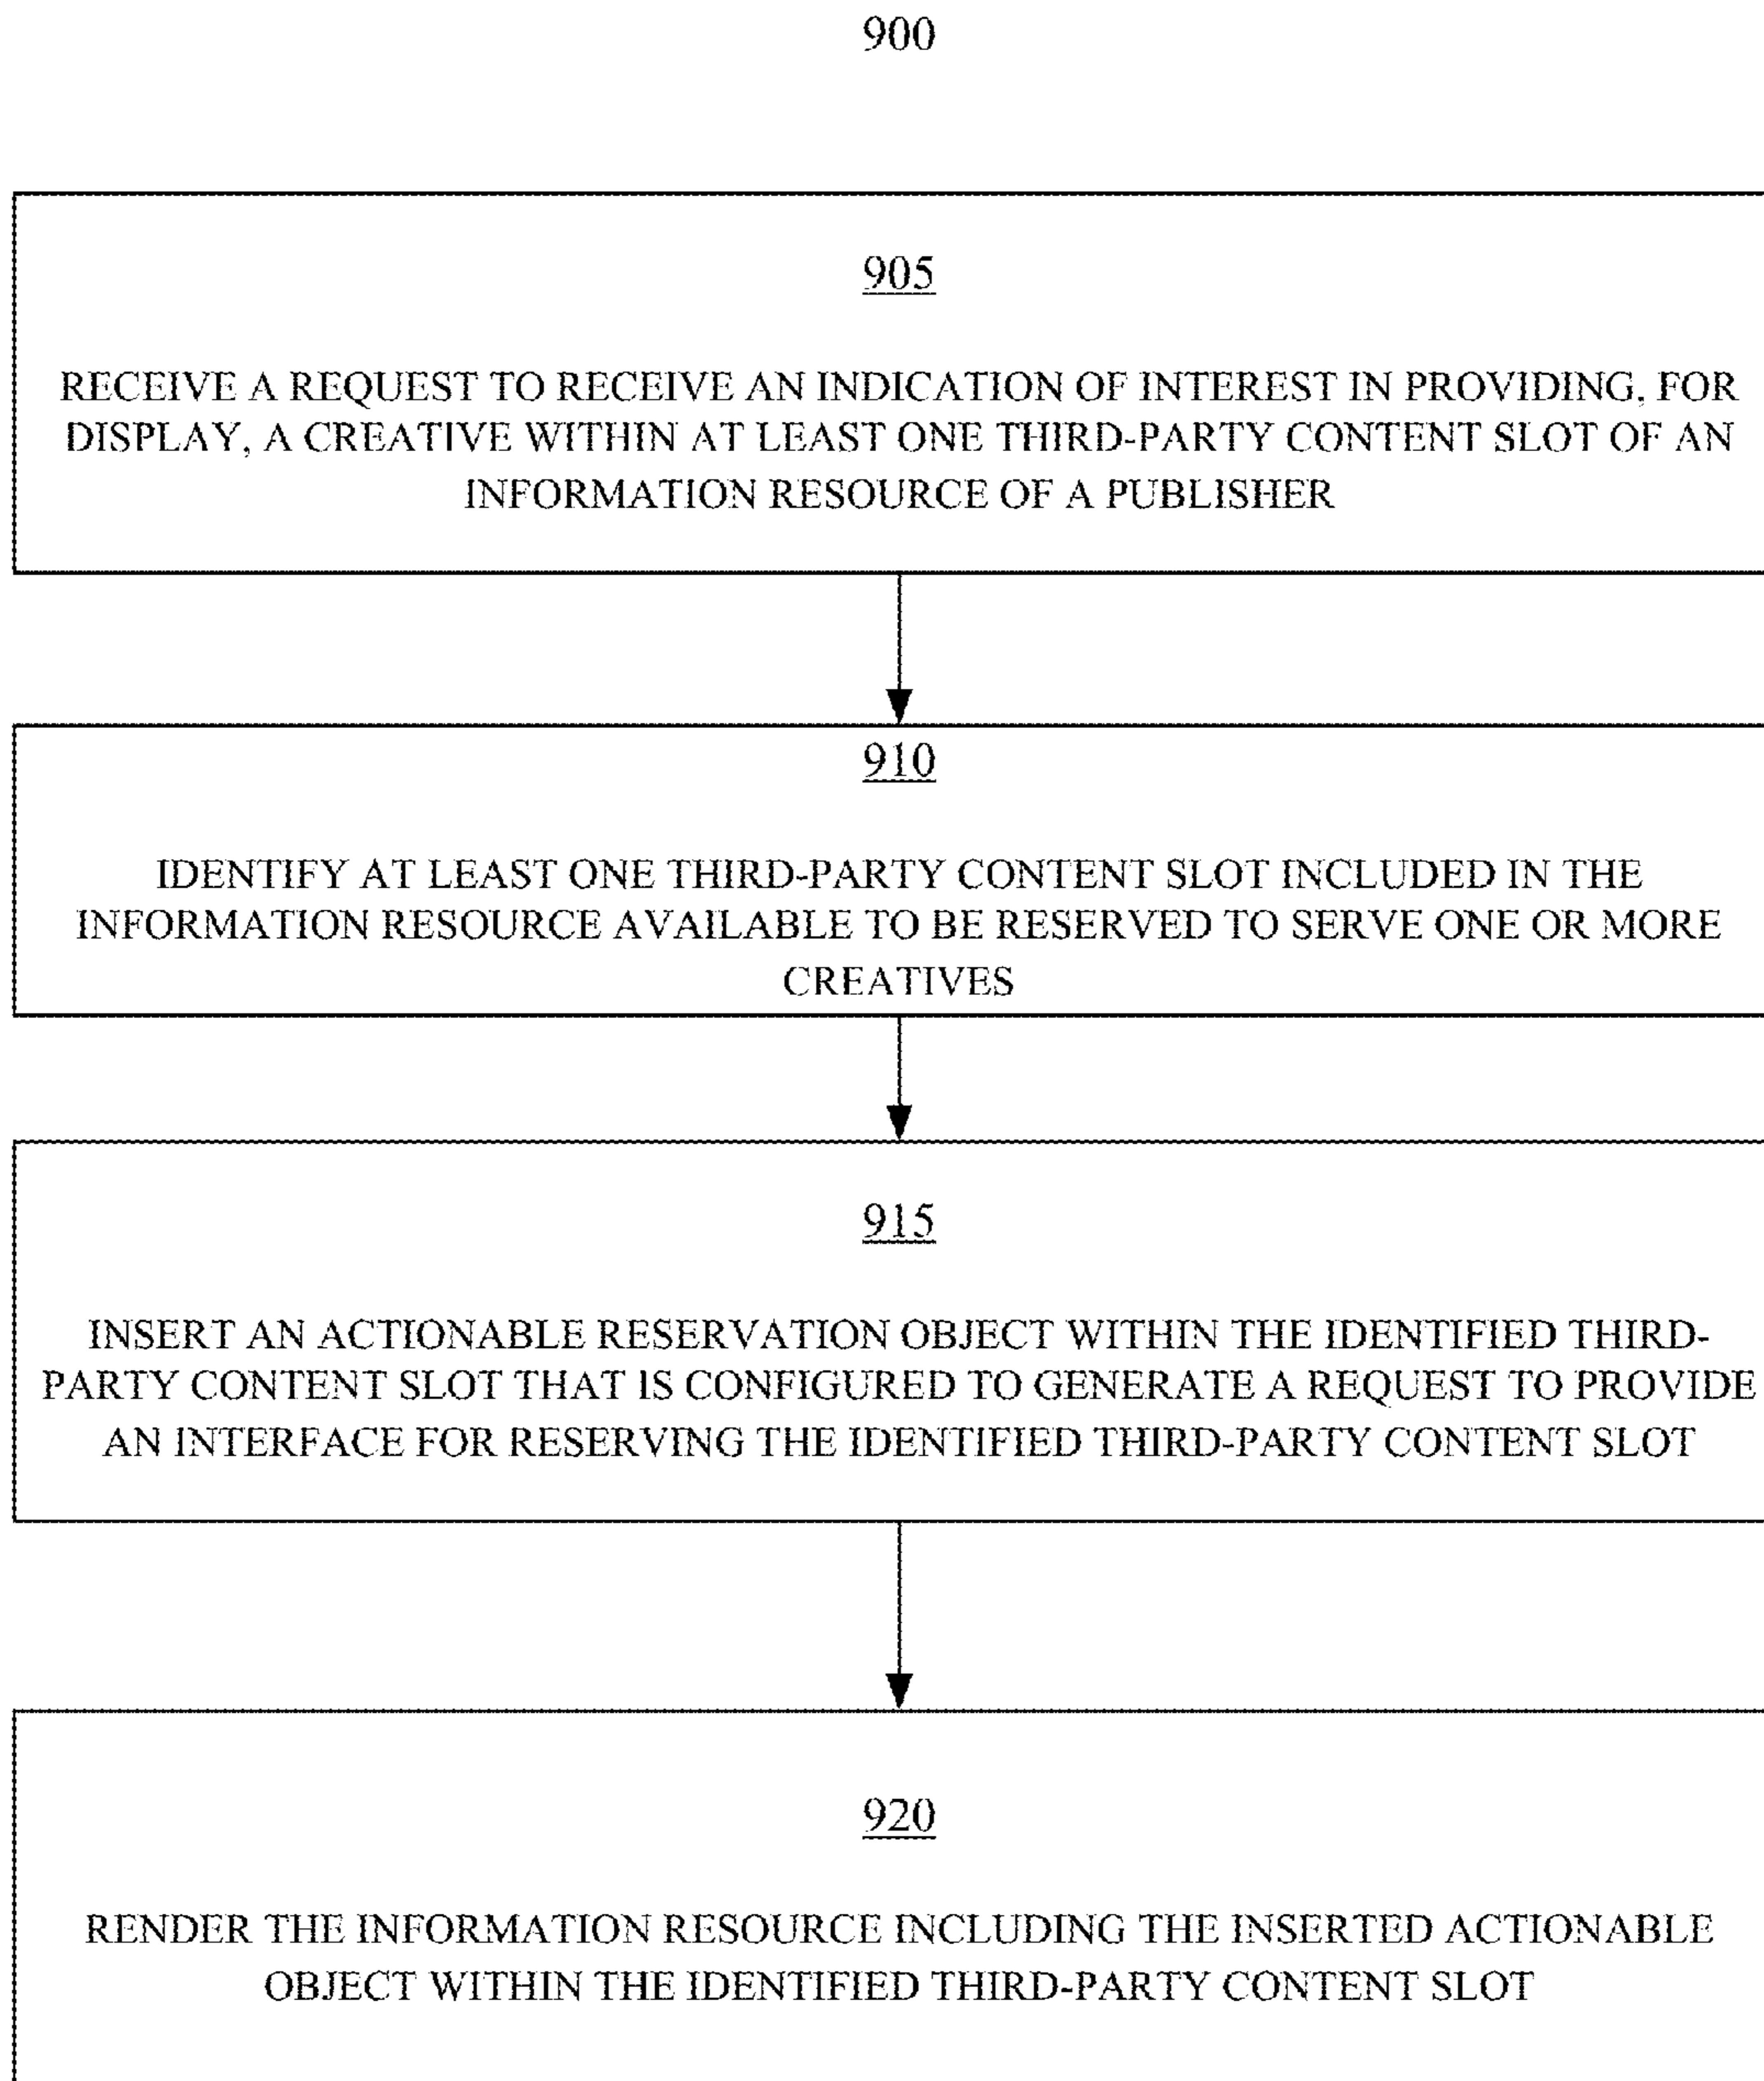 900
905
RECEIVE A REQUEST TO RECEIVE AN INDICATION OF INTEREST IN PROVIDING, FOR
DISPLAY, A CREATIVE WITHIN AT LEAST ONE THIRD-PARTY CONTENT SLOT OF AN
INFORMATION RESOURCE OF A PUBLISHER
910
IDENTIFY AT LEAST ONE THIRD-PARTY CONTENT SLOT INCLUDED IN THE
INFORMATION RESOURCE AVAILABLE TO BE RESERVED TO SERVE ONE OR MORE
CREATIVES
915
INSERT AN ACTIONABLE RESERVATION OBJECT WITHIN THE IDENTIFIED THIRD-
PARTY CONTENT SLOT THAT IS CONFIGURED TO GENERATE A REQUEST TO PROVIDE
AN INTERFACE FOR RESERVING THE IDENTIFIED THIRD-PARTY CONTENT SLOT
920
RENDER THE INFORMATION RESOURCE INCLUDING THE INSERTED ACTIONABLE
OBJECT WITHIN THE IDENTIFIED THIRD-PARTY CONTENT SLOT